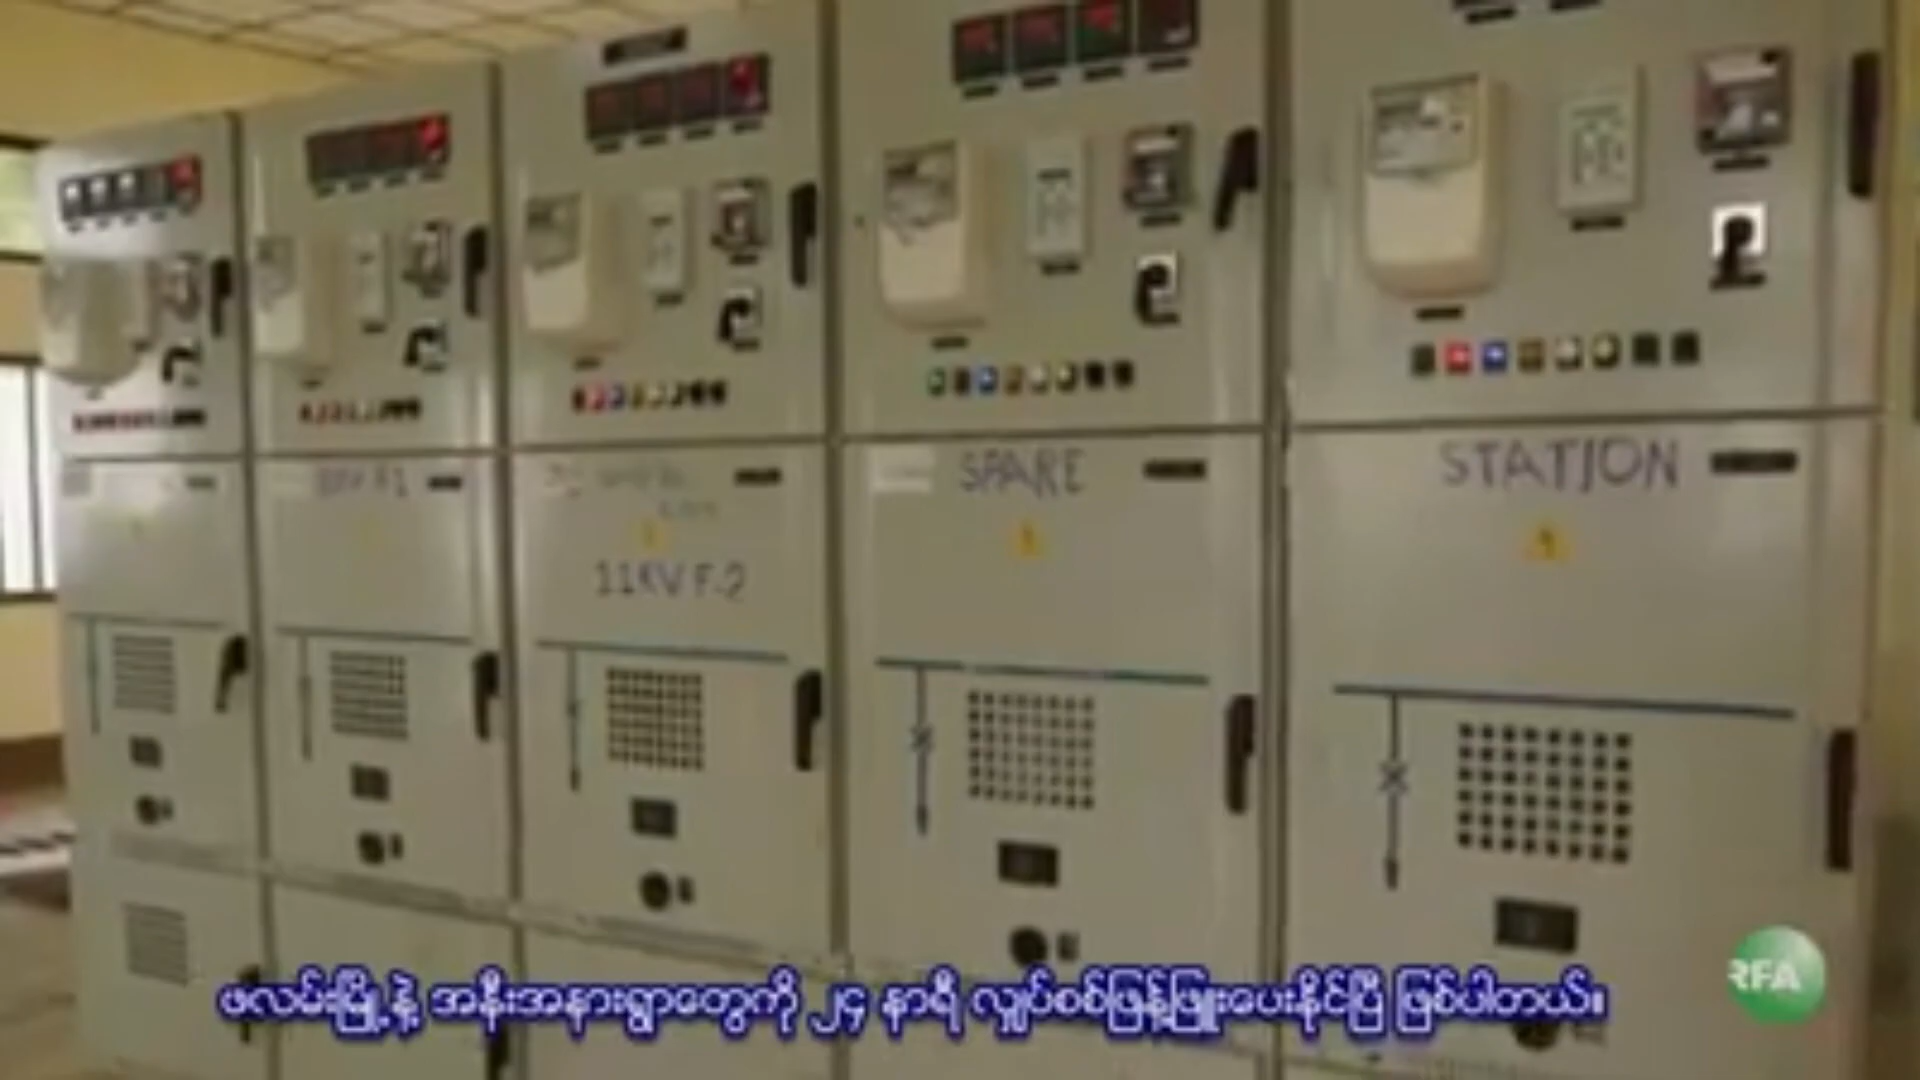 SPARE
STATION
11KV F-2
ဖလမ်းမြို့နဲ့ အနီးအနားရွာတွေကို ၂၄ နာရီ လျှပ်စစ်ဖြန့်ဖြူးပေးနိုင်ပြီ ဖြစ်ပါတယ်။
RFA